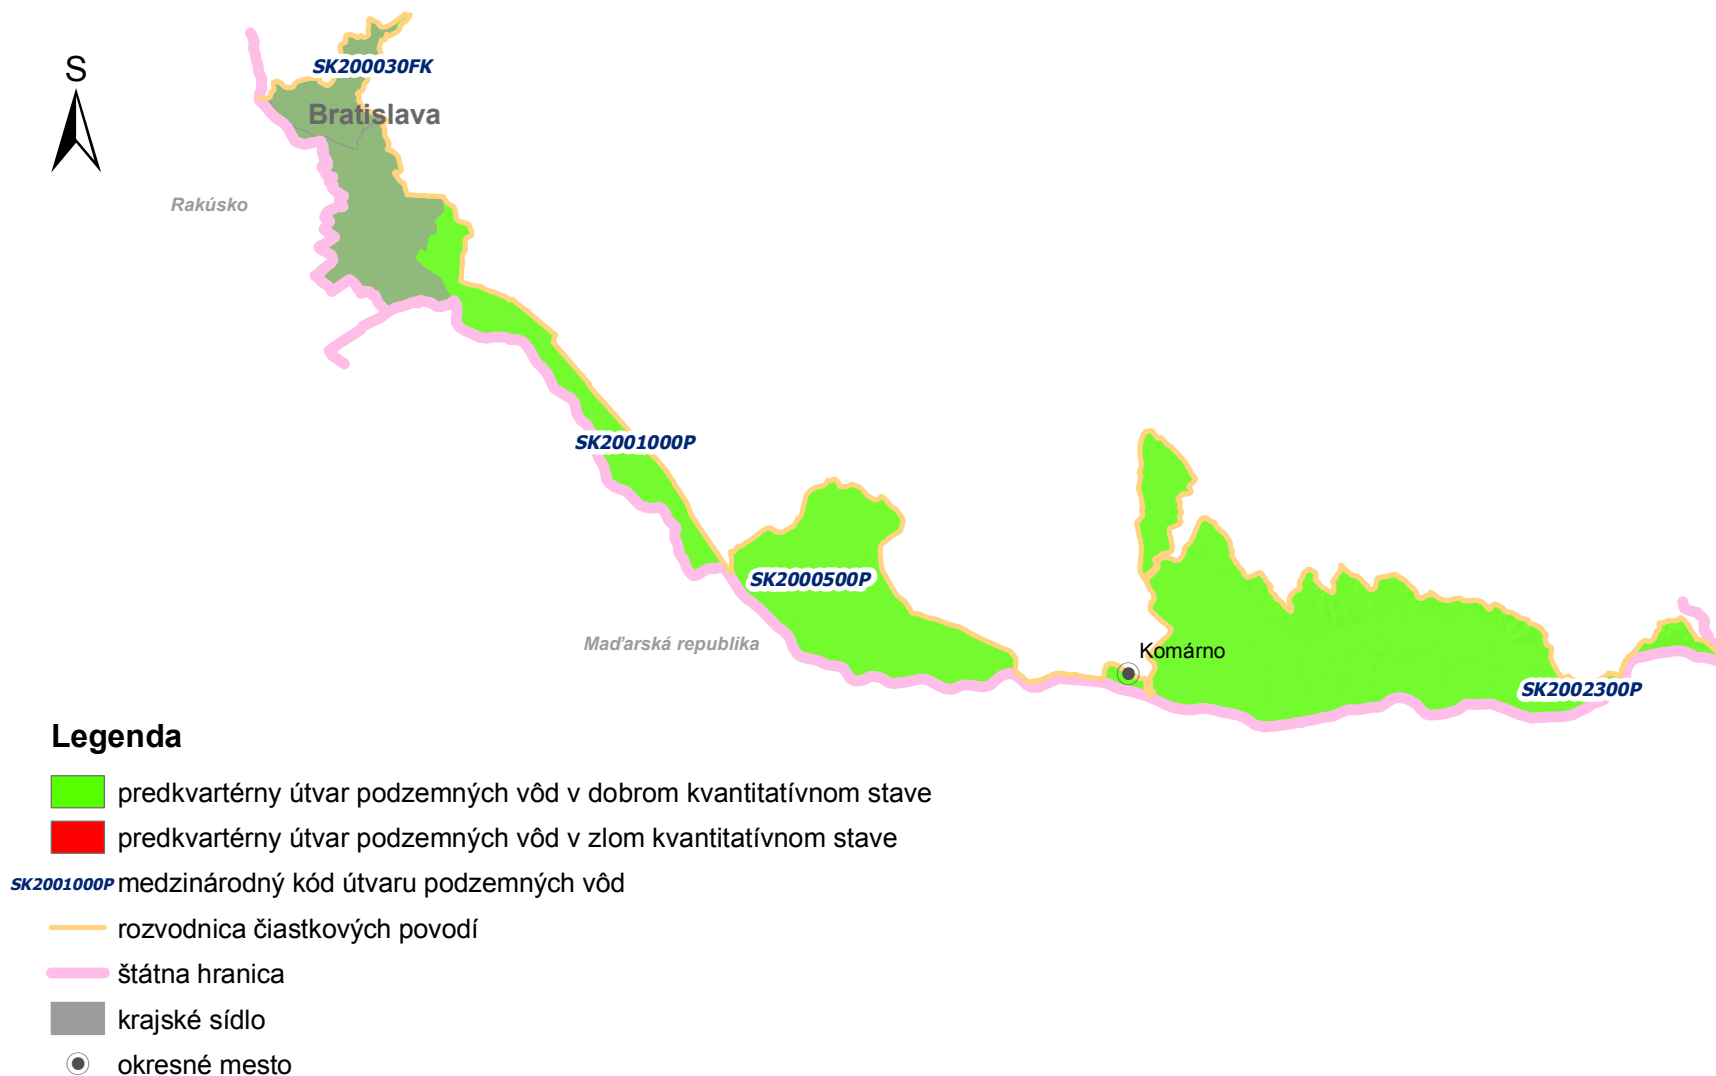 S
SK200030FK
Bratislava
Rakúsko
SK2001000P
SK2000500P
Maďarská republika
Komárno
SK2002300P
Legenda
predkvartérny útvar podzemných vôd v dobrom kvantitatívnom stave
predkvartérny útvar podzemných vôd v zlom kvantitatívnom stave
SK2001000P medzinárodný kód útvaru podzemných vôd
rozvodnica čiastkových povodí
štátna hranica
krajské sídlo
okresné mesto